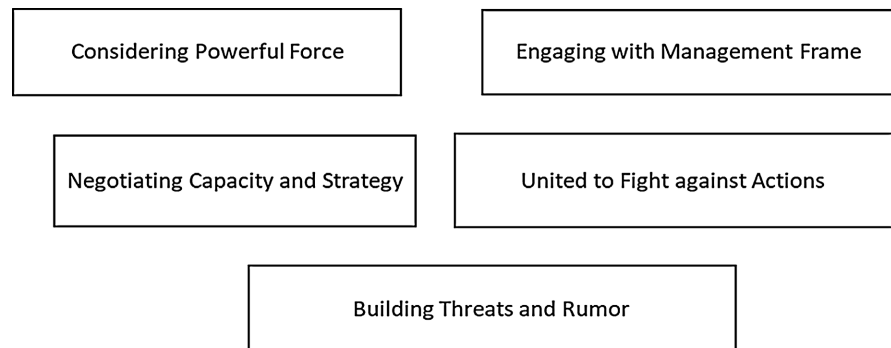 Considering Powerful Force
Engaging with Management Frame
Negotiating Capacity and Strategy
United to Fight against Actions
Building Threats and Rumor